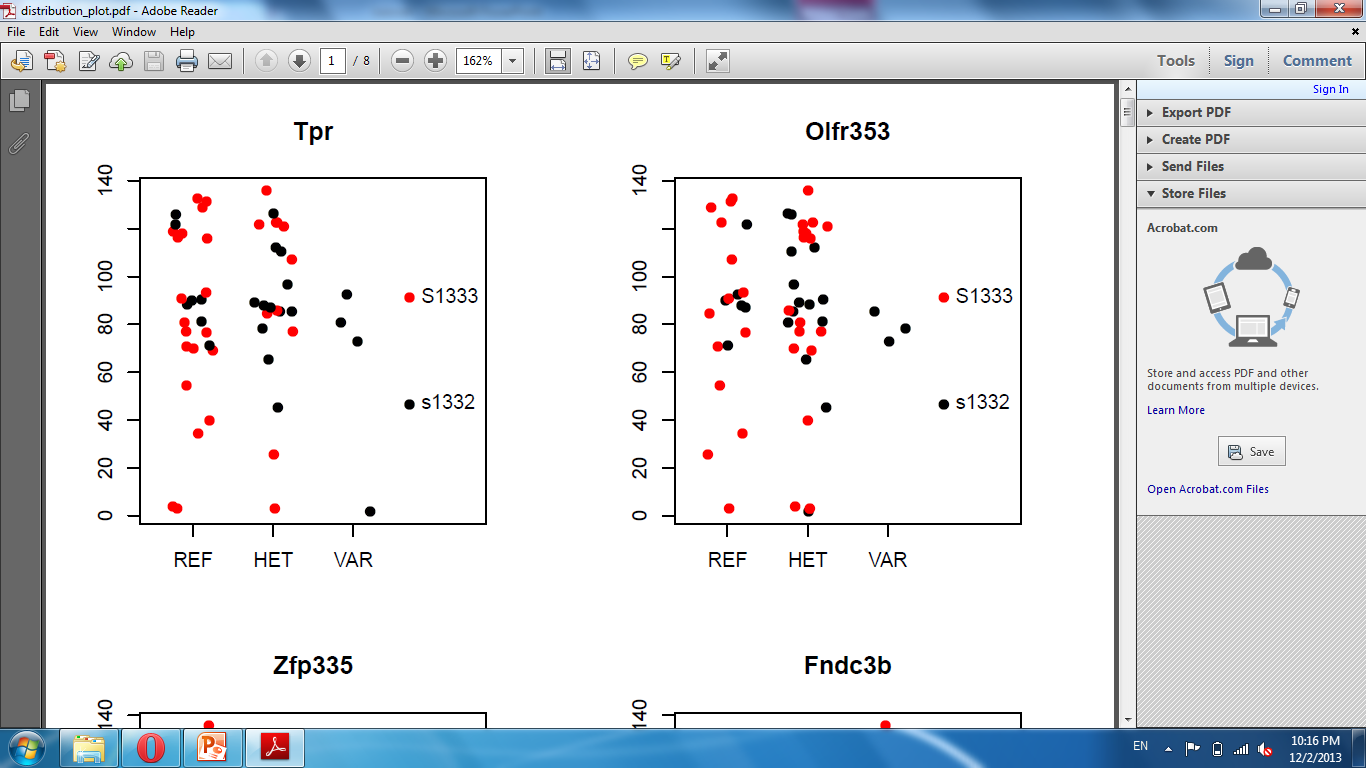 distribution_plot.pdf - Adobe Reader
File Edit View Window Help
1 / 8 162% Tools Sign Comment
Sign In
Export PDF
Create PDF
Send Files
Store Files
Acrobat.com
Store and access PDF and other
documents from multiple devices.
Learn More
Save
Open Acrobat.com Files
Tpr
140
100
80
60
40
20
0
REF HET VAR
S1333
s1332
Olfr353
140
100
80
60
40
20
0
REF HET VAR
S1333
s1332
Zfp335
140
Fndc3b
140
EN
10:16 PM
12/2/2013